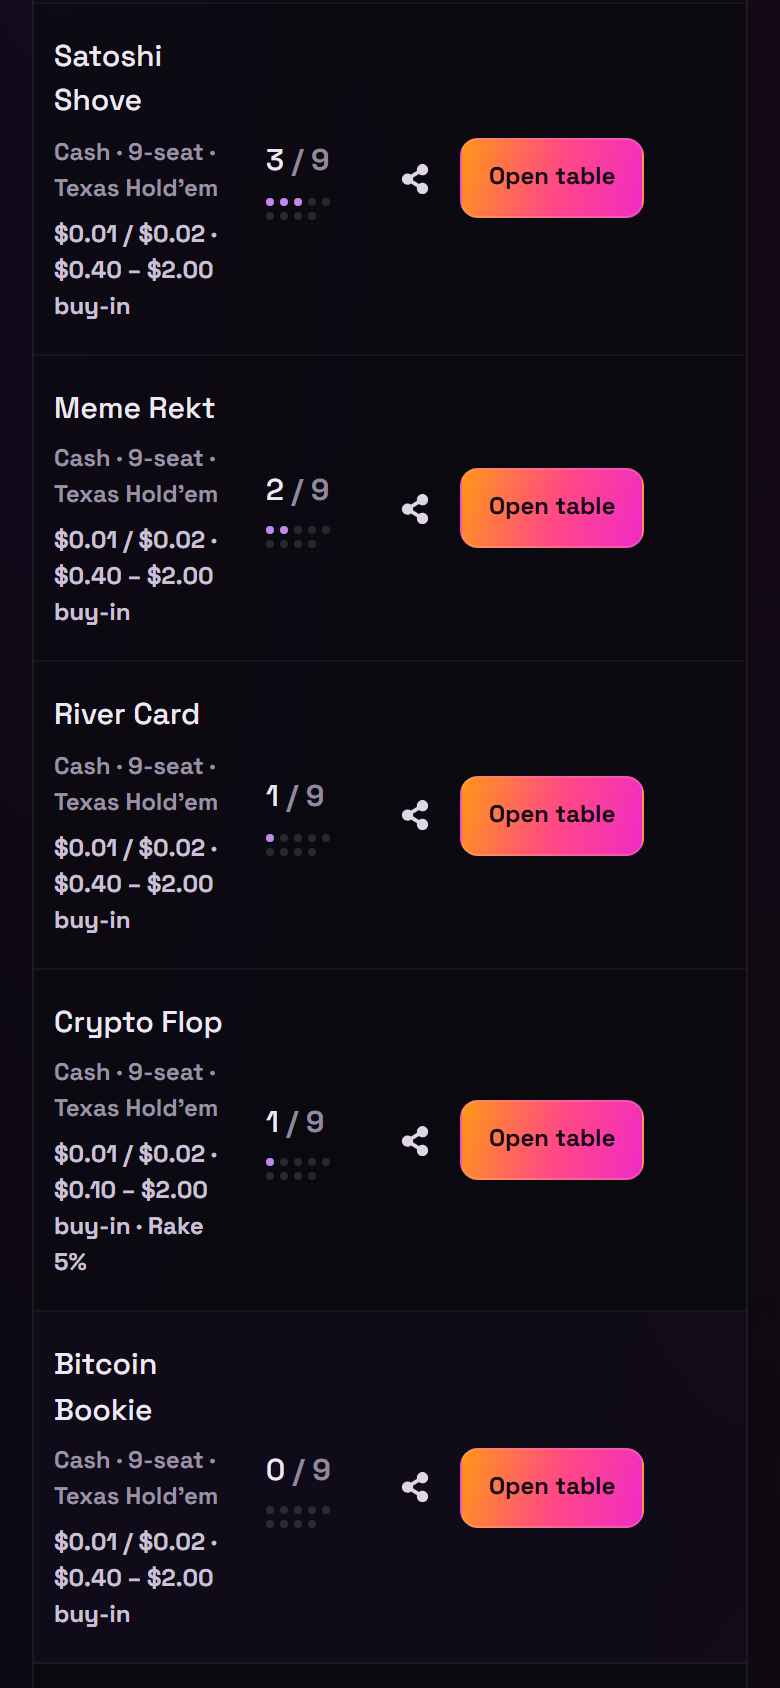 Satoshi
Shove
Cash · 9-seat ·
Texas Hold’em
$0.01 / $0.02 ·
$0.40 – $2.00
buy-in
3 / 9
Open table
Meme Rekt
Cash · 9-seat ·
Texas Hold’em
$0.01 / $0.02 ·
$0.40 – $2.00
buy-in
2 / 9
Open table
River Card
Cash · 9-seat ·
Texas Hold’em
$0.01 / $0.02 ·
$0.40 – $2.00
buy-in
1 / 9
Open table
Crypto Flop
Cash · 9-seat ·
Texas Hold’em
$0.01 / $0.02 ·
$0.10 – $2.00
buy-in · Rake
5%
1 / 9
Open table
Bitcoin
Bookie
Cash · 9-seat ·
Texas Hold’em
$0.01 / $0.02 ·
$0.40 – $2.00
buy-in
0 / 9
Open table